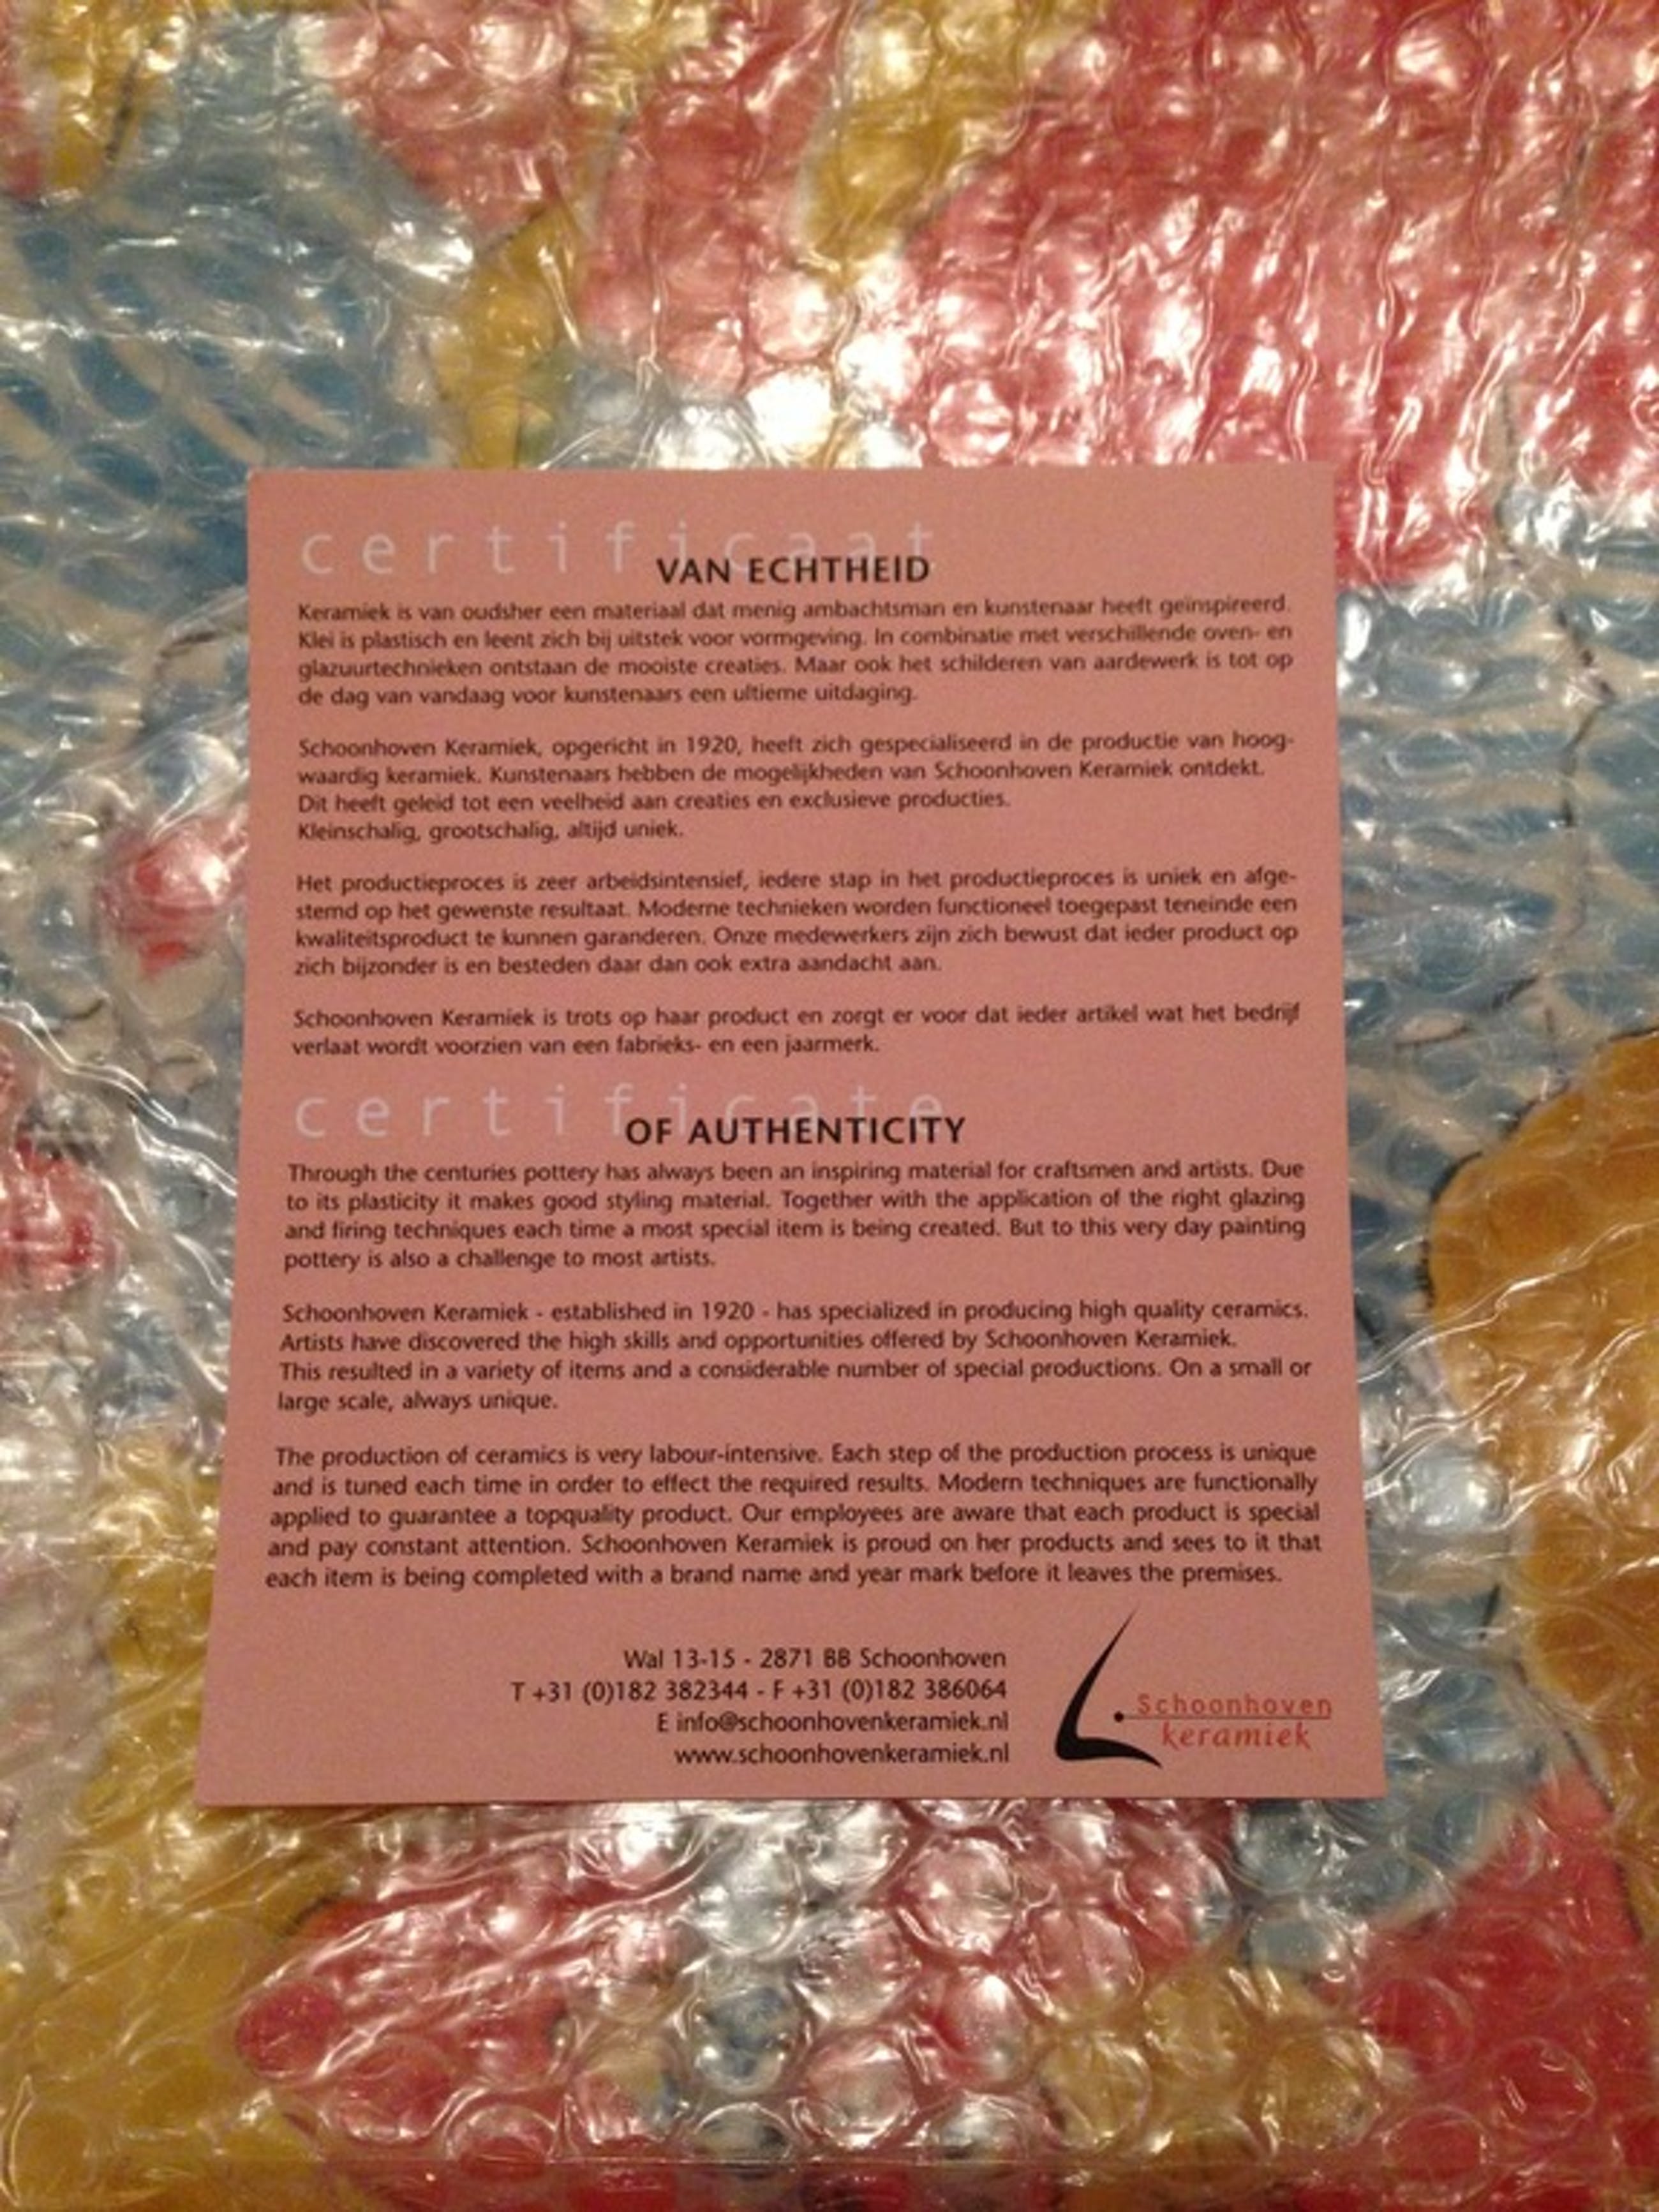 certificaat
VAN ECHTHEID
Keramiek is van oudsher een materiaal dat menig ambachtsman en kunstenaar heeft geïnspireerd.
Klei is plastisch en leent zich bij uitstek voor vormgeving. In combinatie met verschillende oven- en
glazuurtechnieken ontstaan de mooiste creaties. Maar ook het schilderen van aardewerk is tot op
de dag van vandaag voor kunstenaars een ultieme uitdaging.
Schoonhoven Keramiek, opgericht in 1920, heeft zich gespecialiseerd in de productie van hoog-
waardig keramiek. Kunstenaars hebben de mogelijkheden van Schoonhoven Keramiek ontdekt.
Dit heeft geleid tot een veelheid aan creaties en exclusieve producties.
Kleinschalig, grootschalig, altijd uniek.
Het productieproces is zeer arbeidsintensief, iedere stap in het productieproces is uniek en afge-
stemd op het gewenste resultaat. Moderne technieken worden functioneel toegepast teneinde een
kwaliteitsproduct te kunnen garanderen. Onze medewerkers zijn zich bewust dat ieder product op
zich bijzonder is en besteden daar dan ook extra aandacht aan.
Schoonhoven Keramiek is trots op haar product en zorgt er voor dat ieder artikel wat het bedrijf
verlaat wordt voorzien van een fabrieks- en een jaarmerk.
certificate
OF AUTHENTICITY
Through the centuries pottery has always been an inspiring material for craftsmen and artists. Due
to its plasticity it makes good styling material. Together with the application of the right glazing
and firing techniques each time a most special item is being created. But to this very day painting
pottery is also a challenge to most artists.
Schoonhoven Keramiek - established in 1920 - has specialized in producing high quality ceramics.
Artists have discovered the high skills and opportunities offered by Schoonhoven Keramiek.
This resulted in a variety of items and a considerable number of special productions. On a small or
large scale, always unique.
The production of ceramics is very labour-intensive. Each step of the production process is unique
and is tuned each time in order to effect the required results. Modern techniques are functionally
applied to guarantee a topquality product. Our employees are aware that each product is special
and pay constant attention. Schoonhoven Keramiek is proud on her products and sees to it that
each item is being completed with a brand name and year mark before it leaves the premises.
Wal 13-15 - 2871 BB Schoonhoven
T +31 (0)182 382344 - F +31 (0)182 386064
E info@schoonhovenkeramiek.nl
www.schoonhovenkeramiek.nl
Schoonhoven
keramiek